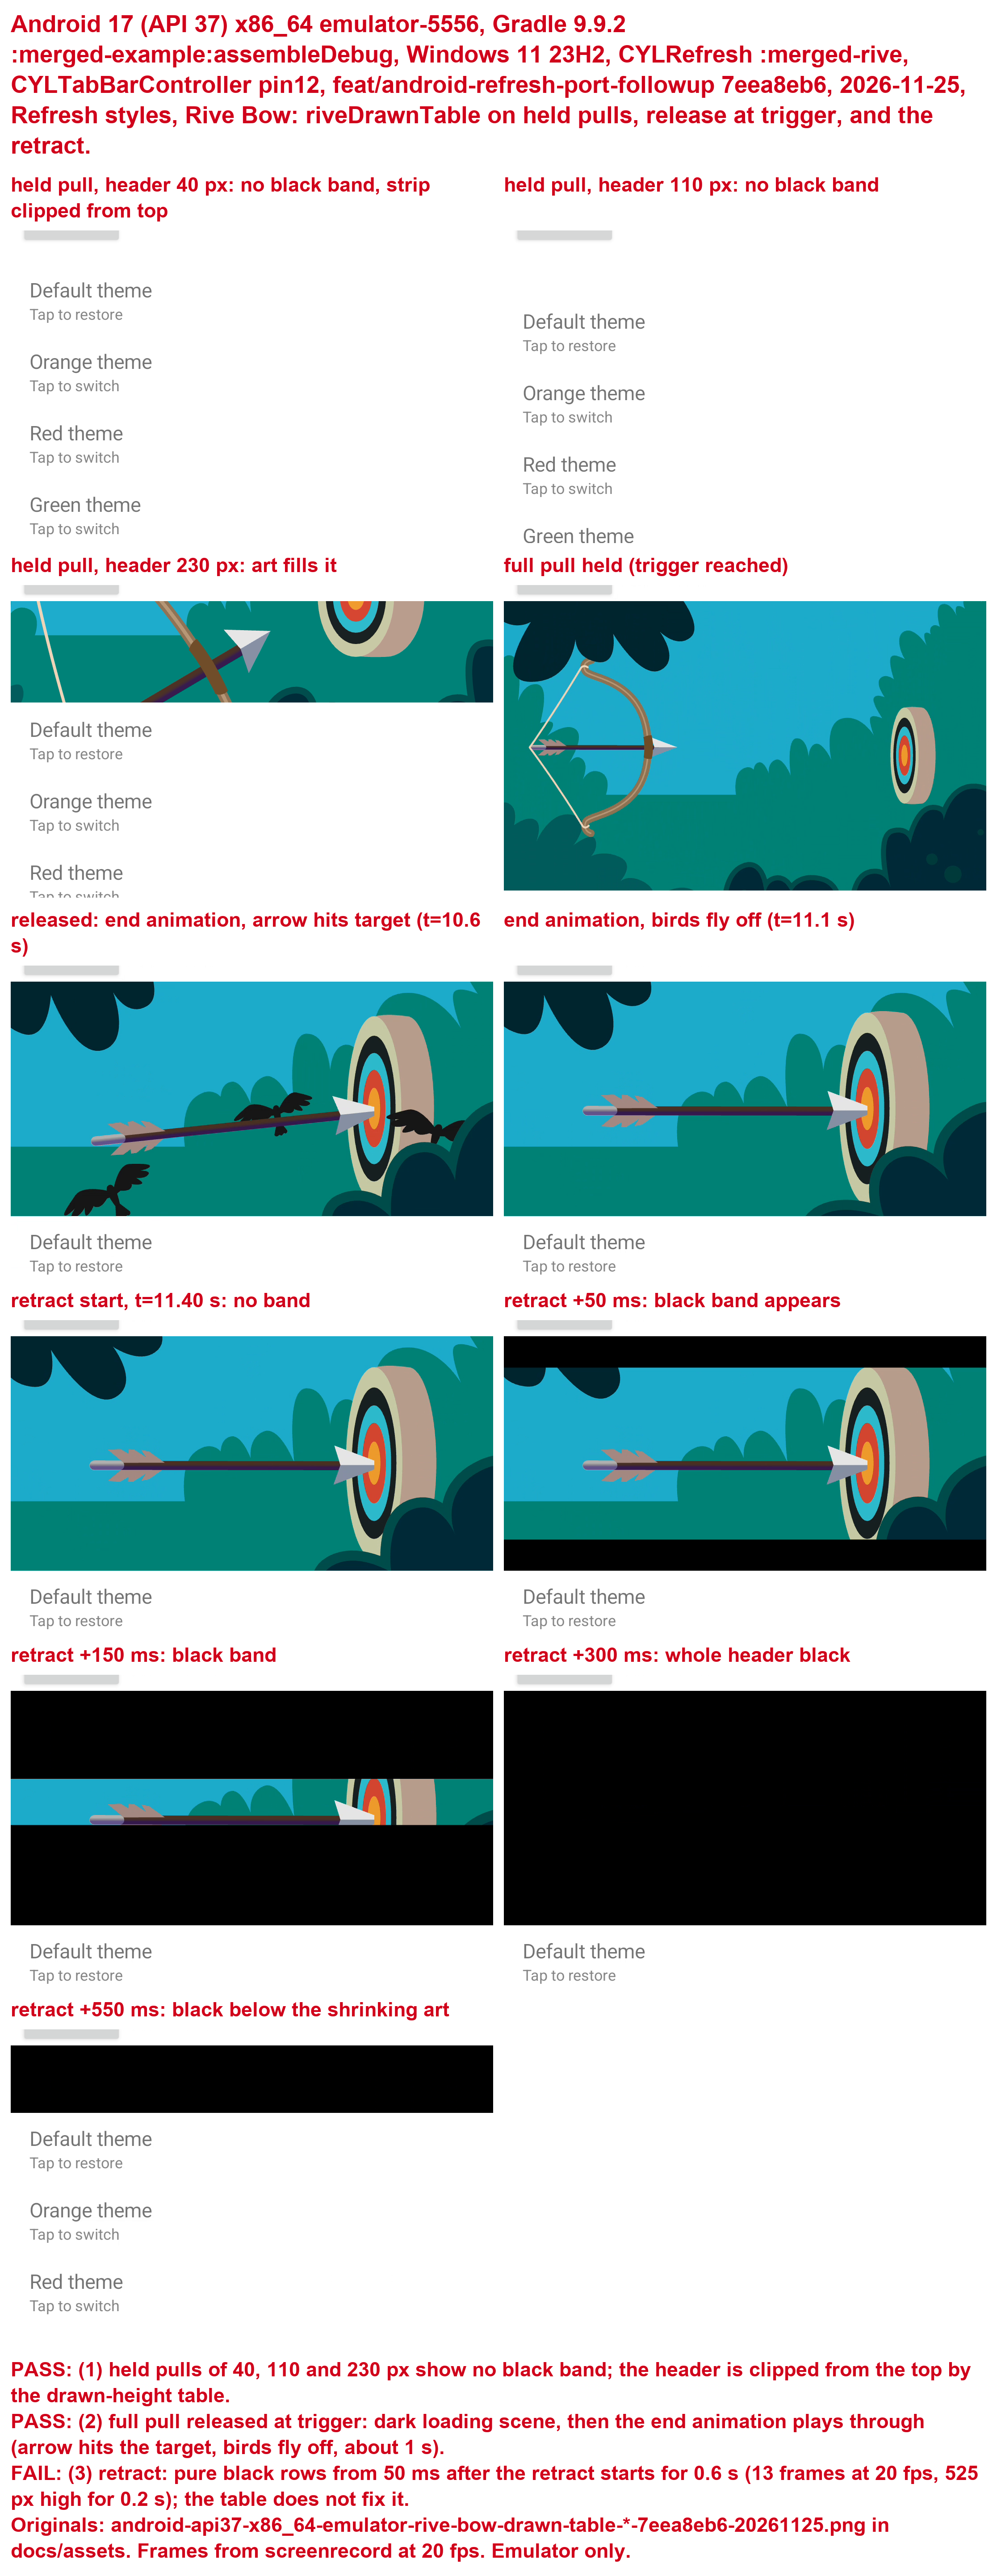 Android 17 (API 37) x86_64 emulator-5556, Gradle 9.9.2
:merged-example:assembleDebug, Windows 11 23H2, CYLRefresh :merged-rive,
CYLTabBarController pin12, feat/android-refresh-port-followup 7eea8eb6, 2026-11-25,
Refresh styles, Rive Bow: riveDrawnTable on held pulls, release at trigger, and the
retract.
held pull, header 40 px: no black band, strip
clipped from top
Default theme
Tap to restore
Orange theme
Tap to switch
Red theme
Tap to switch
Green theme
Tap to switch
held pull, header 110 px: no black band
Default theme
Tap to restore
Orange theme
Tap to switch
Red theme
Tap to switch
Green theme
held pull, header 230 px: art fills it
Default theme
Tap to restore
Orange theme
Tap to switch
Red theme
Tap to switch
full pull held (trigger reached)
released: end animation, arrow hits target (t=10.6
s)
Default theme
Tap to restore
end animation, birds fly off (t=11.1 s)
Default theme
Tap to restore
retract start, t=11.40 s: no band
Default theme
Tap to restore
retract +50 ms: black band appears
Default theme
Tap to restore
retract +150 ms: black band
Default theme
Tap to restore
retract +300 ms: whole header black
Default theme
Tap to restore
retract +550 ms: black below the shrinking art
Default theme
Tap to restore
Orange theme
Tap to switch
Red theme
Tap to switch
PASS: (1) held pulls of 40, 110 and 230 px show no black band; the header is clipped from the top by
the drawn-height table.
PASS: (2) full pull released at trigger: dark loading scene, then the end animation plays through
(arrow hits the target, birds fly off, about 1 s).
FAIL: (3) retract: pure black rows from 50 ms after the retract starts for 0.6 s (13 frames at 20 fps, 525
px high for 0.2 s); the table does not fix it.
Originals: android-api37-x86_64-emulator-rive-bow-drawn-table-*-7eea8eb6-20261125.png in
docs/assets. Frames from screenrecord at 20 fps. Emulator only.